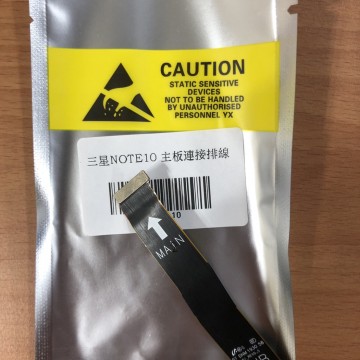 CAUTION
STATIC SENSITIVE
DEVICES
NOT TO BE HANDLED
BY UNAUTHORISED
PERSONNEL YX
三星NOTE10 主板連接排線
10
MAiN